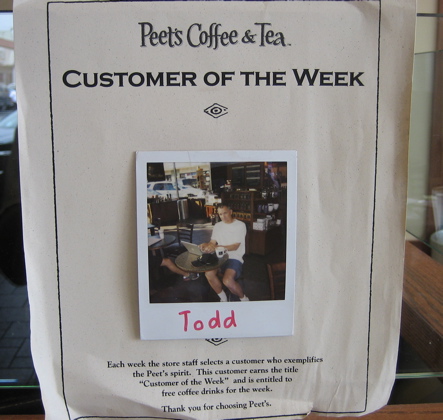 Peet's Coffee & Tea
CUSTOMER OF THE WEEK
Todd
Each week the store staff selects a customer who exemplifies
the Peet's spirit. This customer earns the title
"Customer of the Week" and is entitled to
free coffee drinks for the week.
Thank you for choosing Peet's.